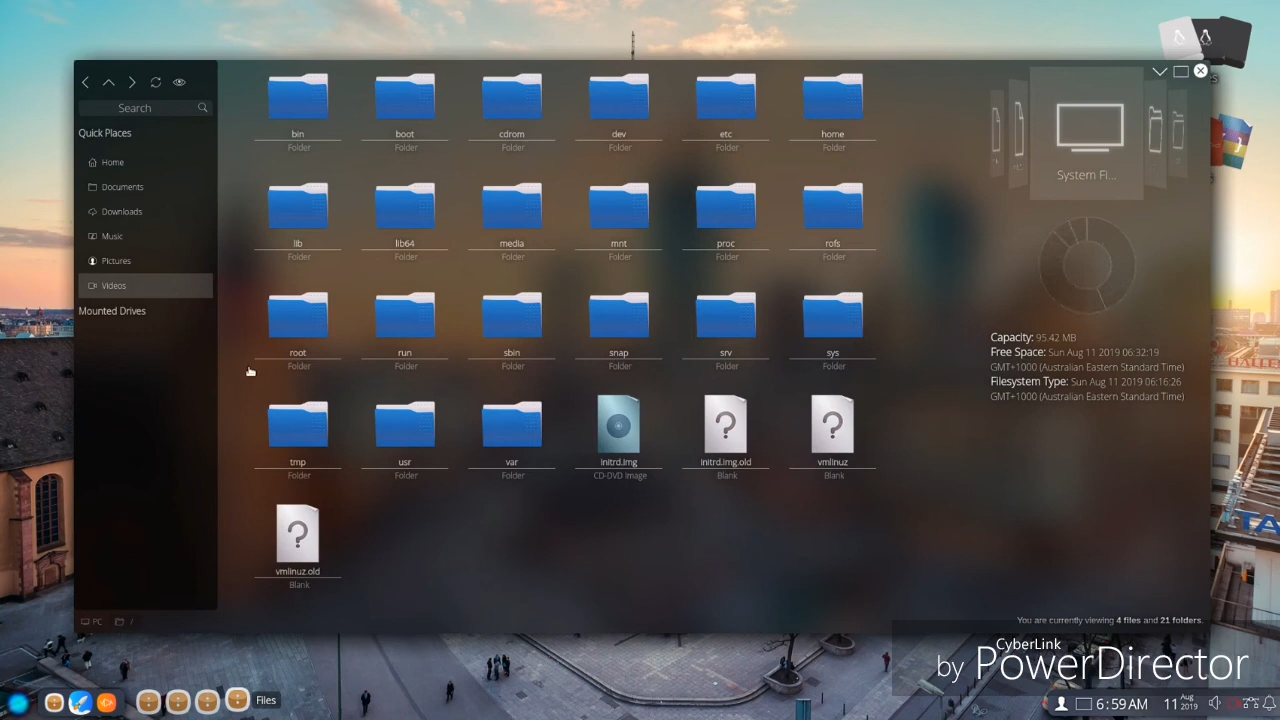 Search
Quick Places
Home
Documents
Downloads
Music
Pictures
Videos
Mounted Drives
bin
Folder
boot
Folder
cdrom
Folder
dev
Folder
etc
Folder
home
Folder
lib
Folder
lib64
Folder
media
Folder
mnt
Folder
proc
Folder
rofs
Folder
root
Folder
run
Folder
sbin
Folder
snap
Folder
srv
Folder
sys
Folder
tmp
Folder
usr
Folder
var
Folder
initrd.img
CD-DVD Image
initrd.img.old
Blank
vmlinuz
Blank
vmlinuz.old
Blank
System Fi...
Capacity: 95.42 MB
Free Space: Sun Aug 11 2019 06:32:19
GMT+1000 (Australian Eastern Standard Time)
Filesystem Type: Sun Aug 11 2019 06:16:26
GMT+1000 (Australian Eastern Standard Time)
PC /
You are currently viewing 4 files and 21 folders.
CyberLink
by PowerDirector
Files
6:59 AM
11 Aug 2019